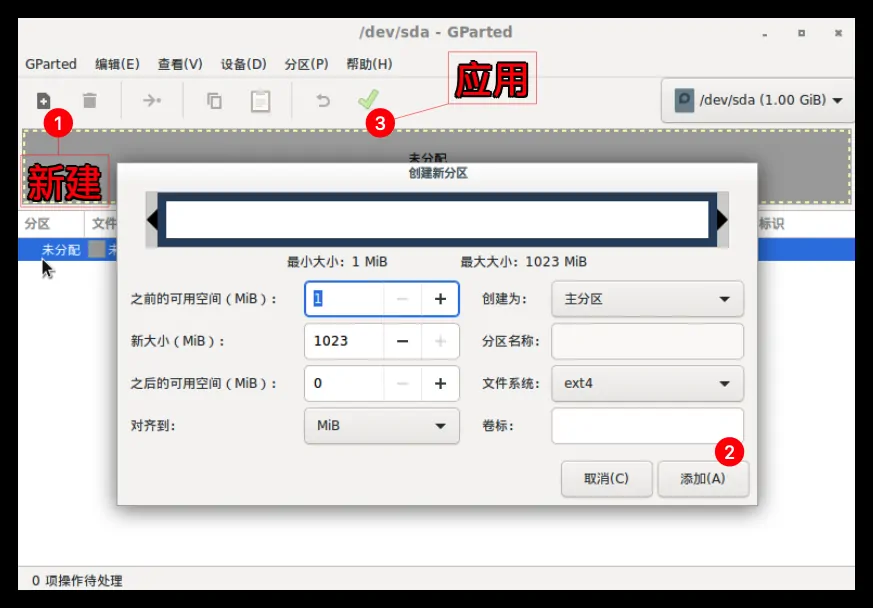 /dev/sda - GParted
GParted 编辑(E) 查看(V) 设备(D) 分区(P) 帮助(H)
应用
/dev/sda (1.00 GiB)
1
3
未分配
新建
创建新分区
分区 文件 标识
未分配 未
最小大小: 1 MiB 最大大小: 1023 MiB
之前的可用空间 (MiB): 1 创建为: 主分区
新大小 (MiB): 1023 分区名称:
之后的可用空间 (MiB): 0 文件系统: ext4
对齐到: MiB 卷标:
2
取消(C) 添加(A)
0 项操作待处理